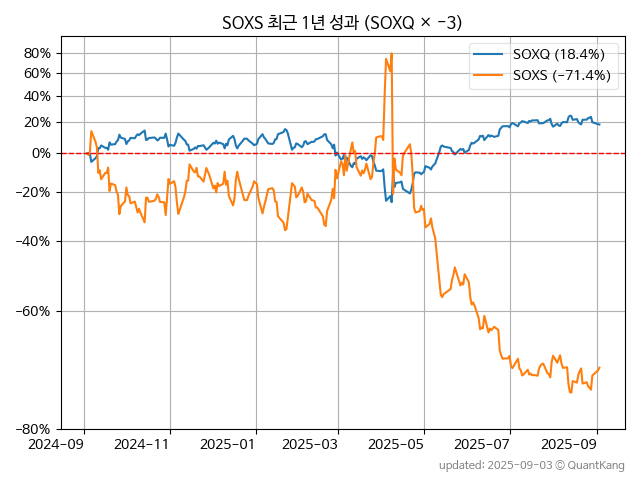 SOXS 최근 1년 성과 (SOXQ × −3)
SOXQ (18.4%)
SOXS (−71.4%)
80%
60%
40%
20%
0%
−20%
−40%
−60%
−80%
2024-09 2024-11 2025-01 2025-03 2025-05 2025-07 2025-09
updated: 2025-09-03 © QuantKang